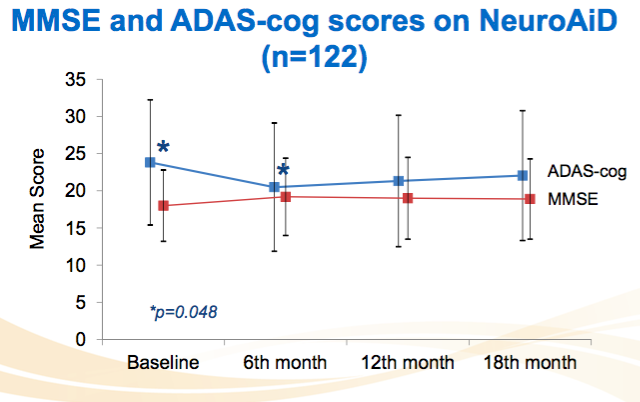 MMSE and ADAS-cog scores on NeuroAiD
(n=122)
35
30
25
20
15
10
5
0
Mean Score
*
*
ADAS-cog
MMSE
*p=0.048
Baseline
6th month
12th month
18th month